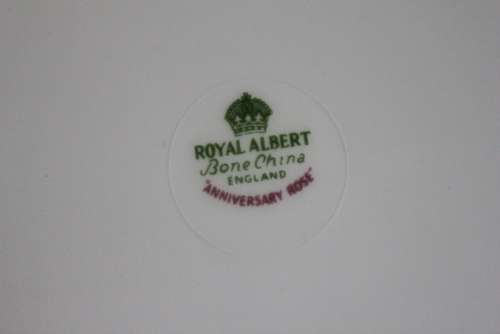 ROYAL ALBERT
Bone China
ENGLAND
"ANNIVERSARY ROSE"